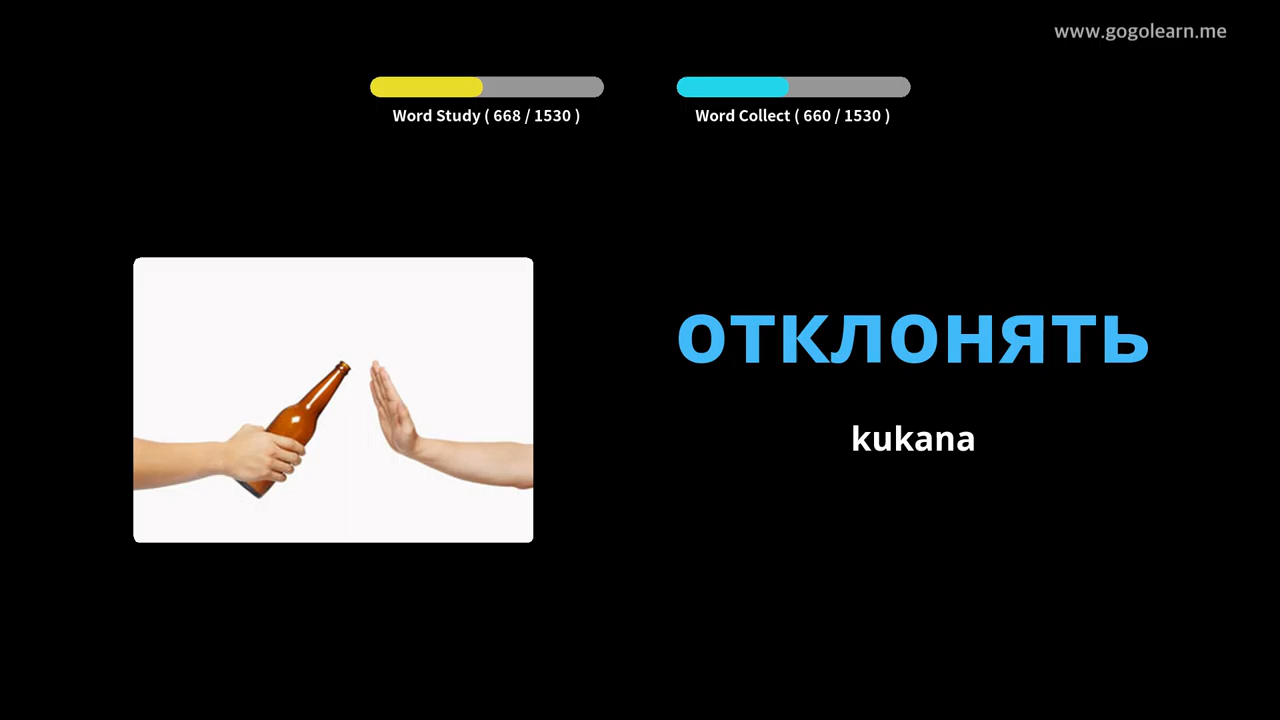 www.gogolearn.me
Word Study ( 668 / 1530 )
Word Collect ( 660 / 1530 )
отклонять
kukana